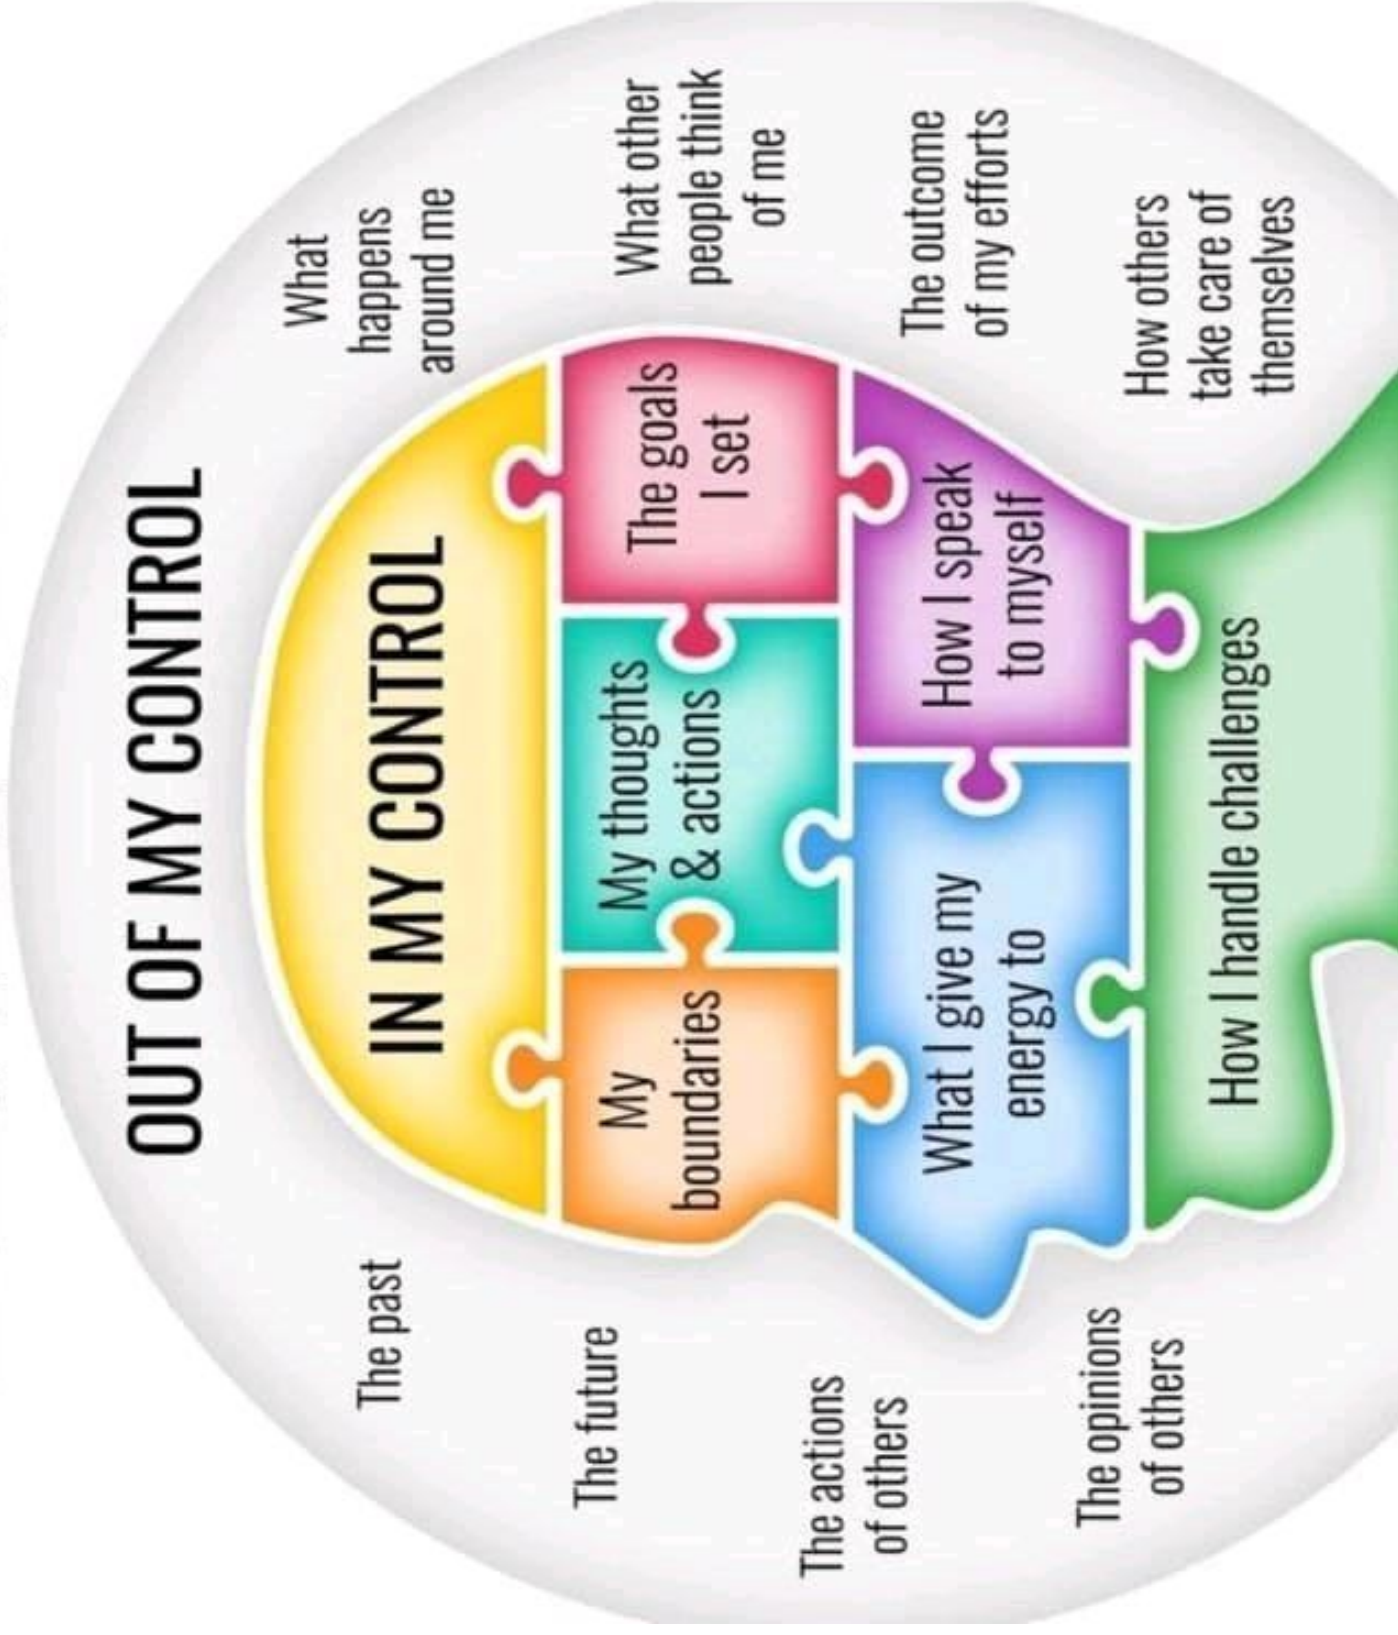 OUT OF MY CONTROL
What
happens
around me
What other
people think
of me
The outcome
of my efforts
How others
take care of
themselves
The past
The future
The actions
of others
The opinions
of others
IN MY CONTROL
My
boundaries
My thoughts
& actions
The goals
I set
What I give my
energy to
How I speak
to myself
How I handle challenges